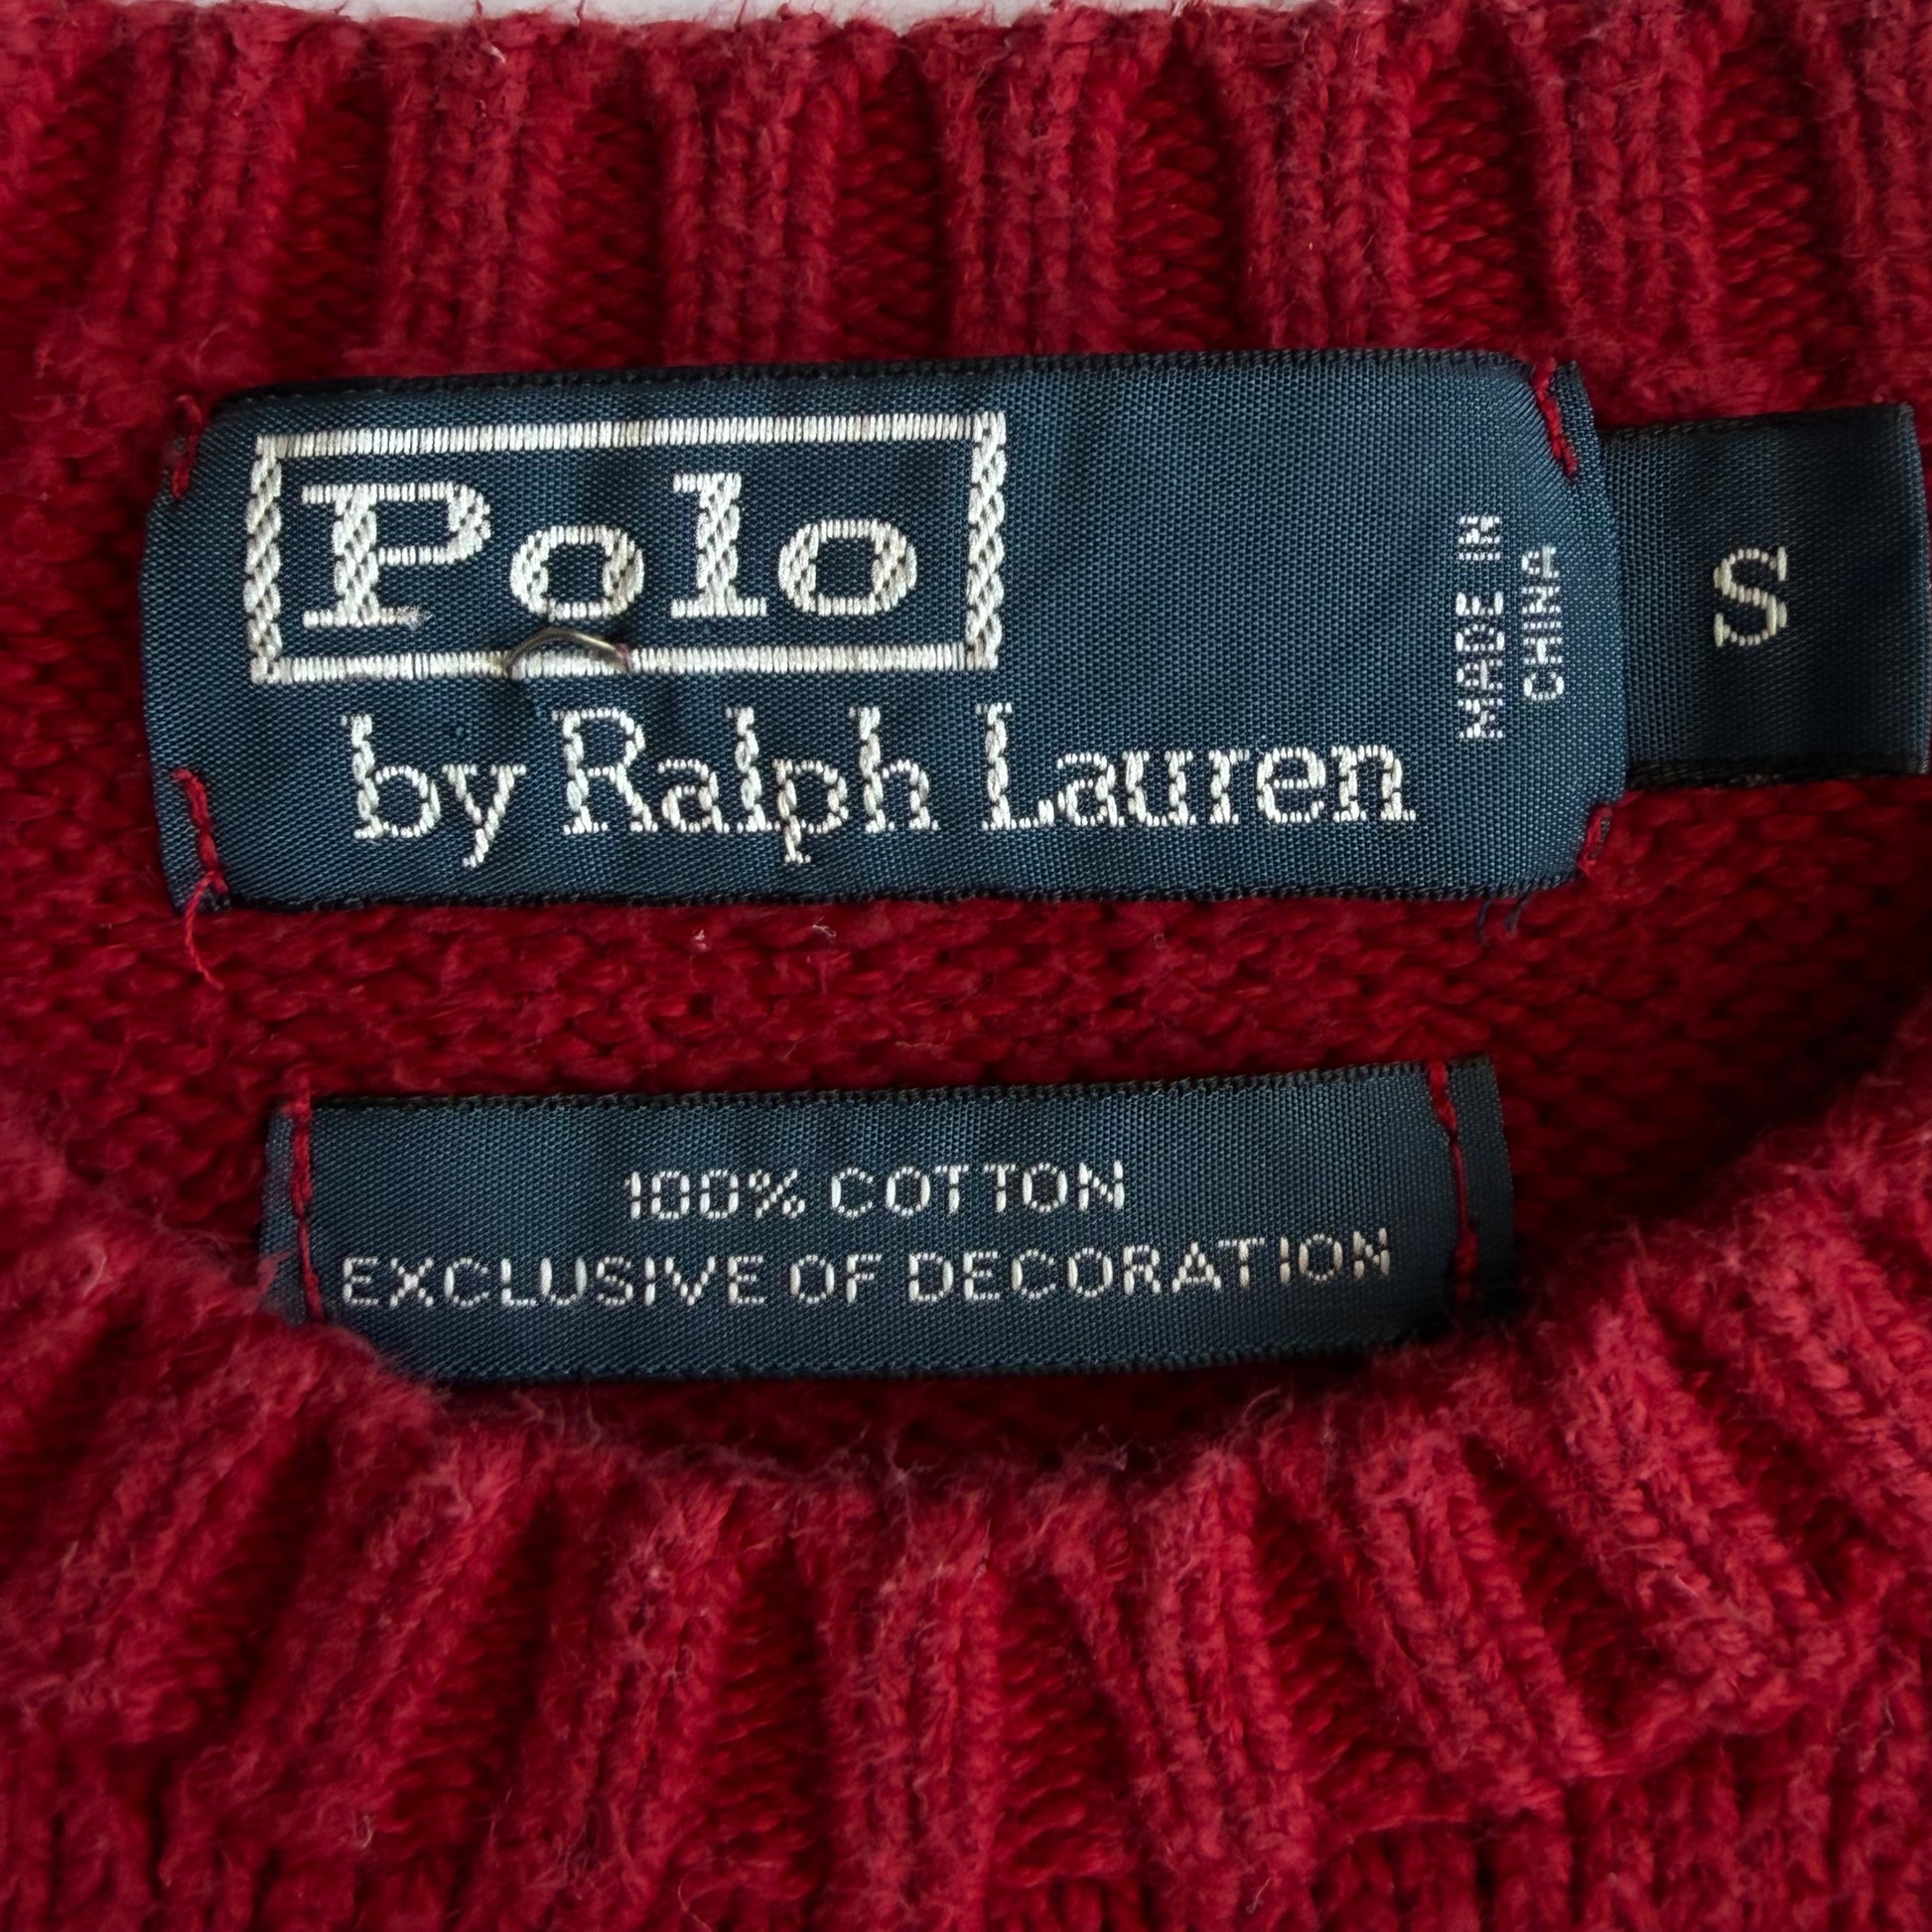 Polo
by Ralph Lauren
MADE IN
CHINA
S
100% COTTON
EXCLUSIVE OF DECORATION